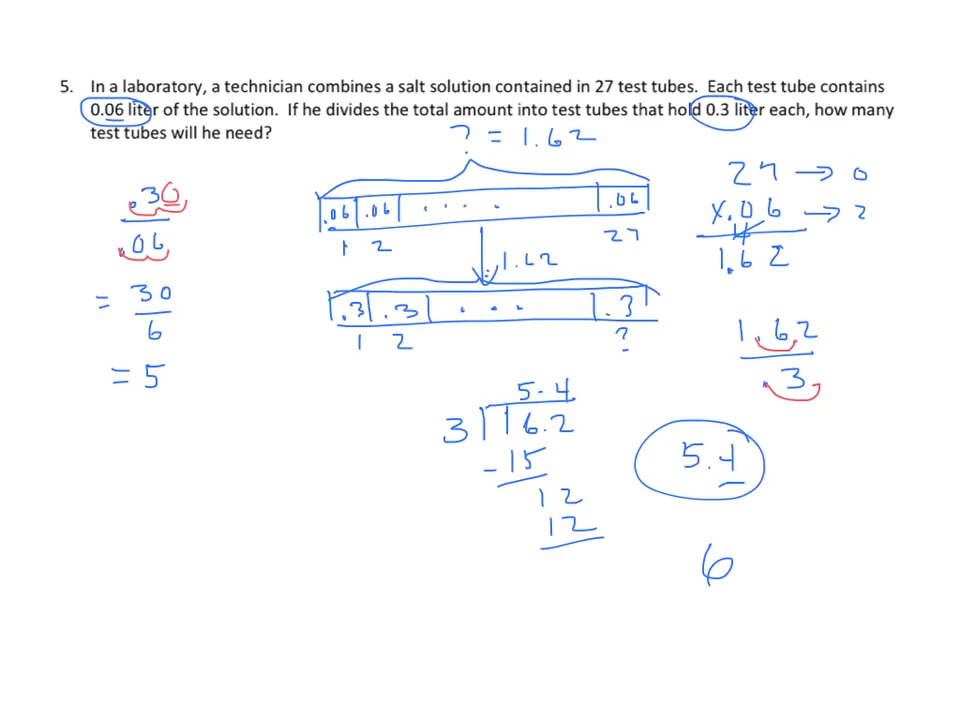 5. In a laboratory, a technician combines a salt solution contained in 27 test tubes. Each test tube contains
0.06 liter of the solution. If he divides the total amount into test tubes that hold 0.3 liter each, how many
test tubes will he need?
? = 1.62
.30
.06
= 30
6
= 5
.06 .06 . . . . .06
1 2 27
1.62
.3 .3 . . . .3
1 2 ?
27 → 0
x.06 → 2
4
1.62
1.62
.3
5.4
3 16.2
-15
12
12
5.4
6